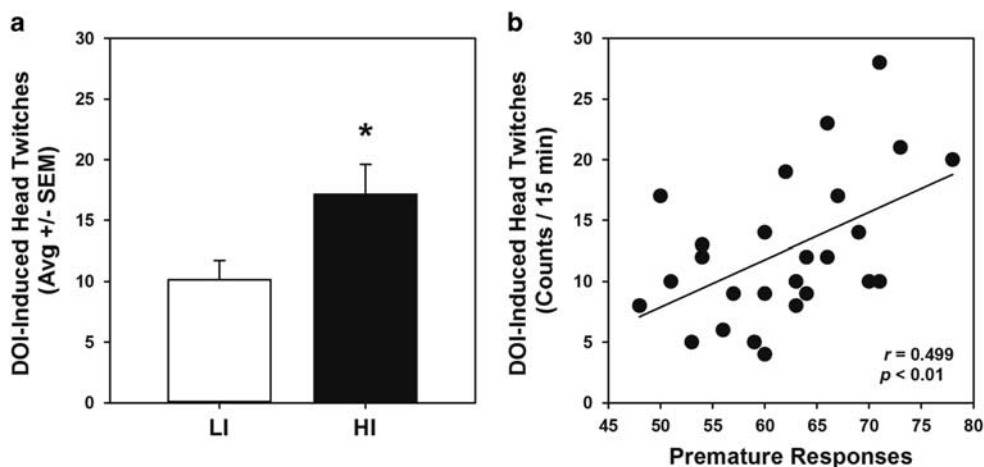 a
DOI-Induced Head Twitches
(Avg +/- SEM)
30
25
20
15
10
5
0
*
LI
HI
b
DOI-Induced Head Twitches
(Counts / 15 min)
30
25
20
15
10
5
0
r = 0.499
p < 0.01
45 50 55 60 65 70 75 80
Premature Responses